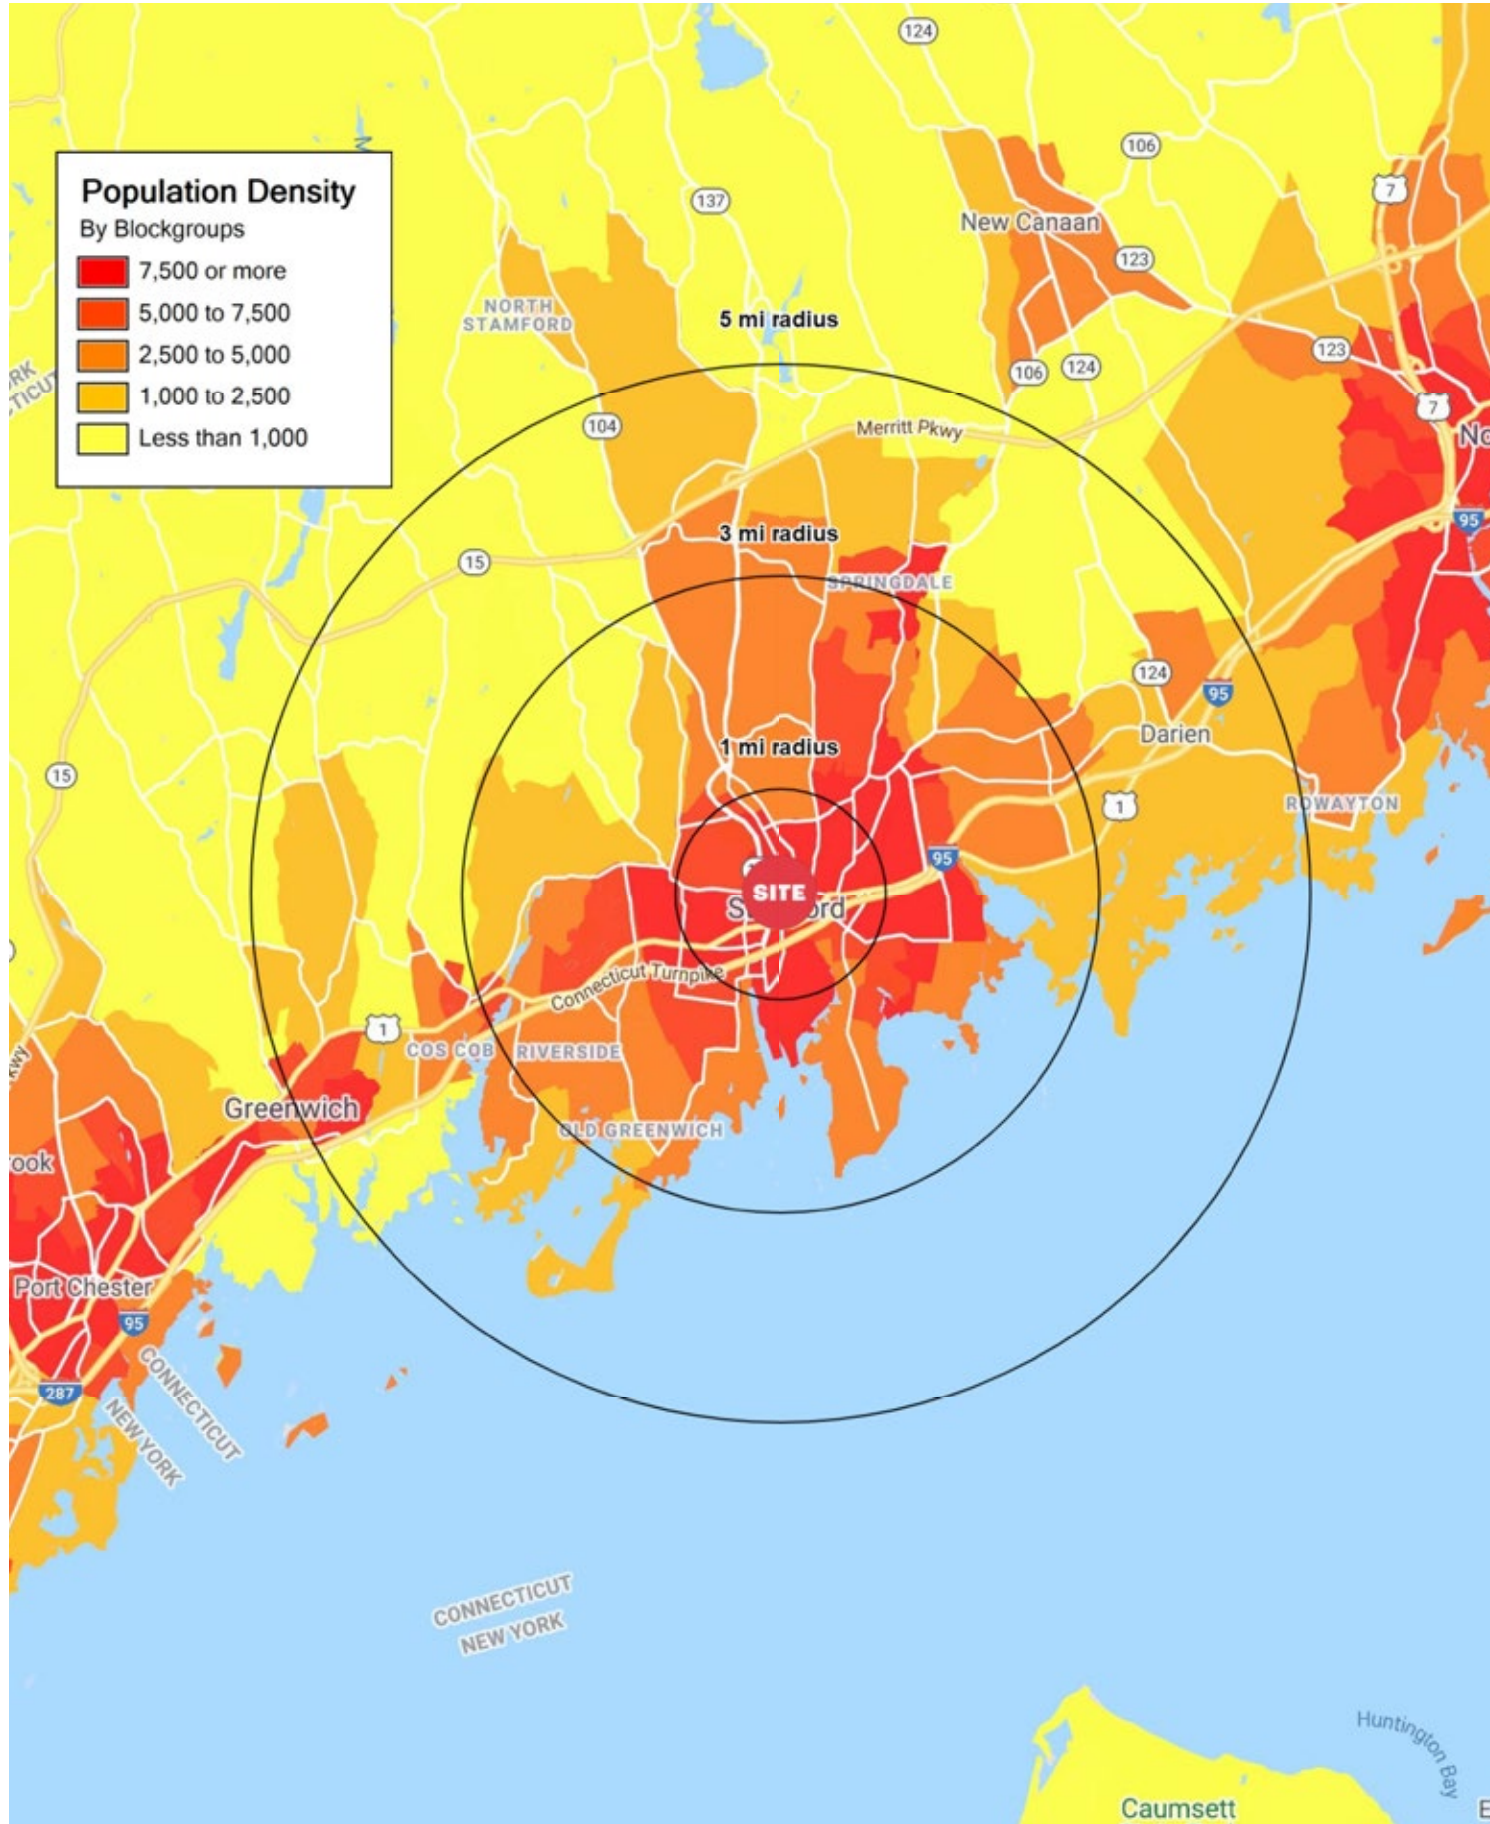 124
106
7
137
New Canaan
123
Population Density
By Blockgroups
7,500 or more
5,000 to 7,500
2,500 to 5,000
1,000 to 2,500
Less than 1,000
NORTH
STAMFORD
5 mi radius
123
106
124
7
104
Merritt Pkwy
95
3 mi radius
15
SPRINGDALE
124
95
Darien
1 mi radius
15
1
ROWAYTON
95
SITE
Connecticut Turnpike
1
COS COB
RIVERSIDE
Greenwich
OLD GREENWICH
ook
Port Chester
95
CONNECTICUT
NEW YORK
287
CONNECTICUT
NEW YORK
Huntington Bay
Caumsett